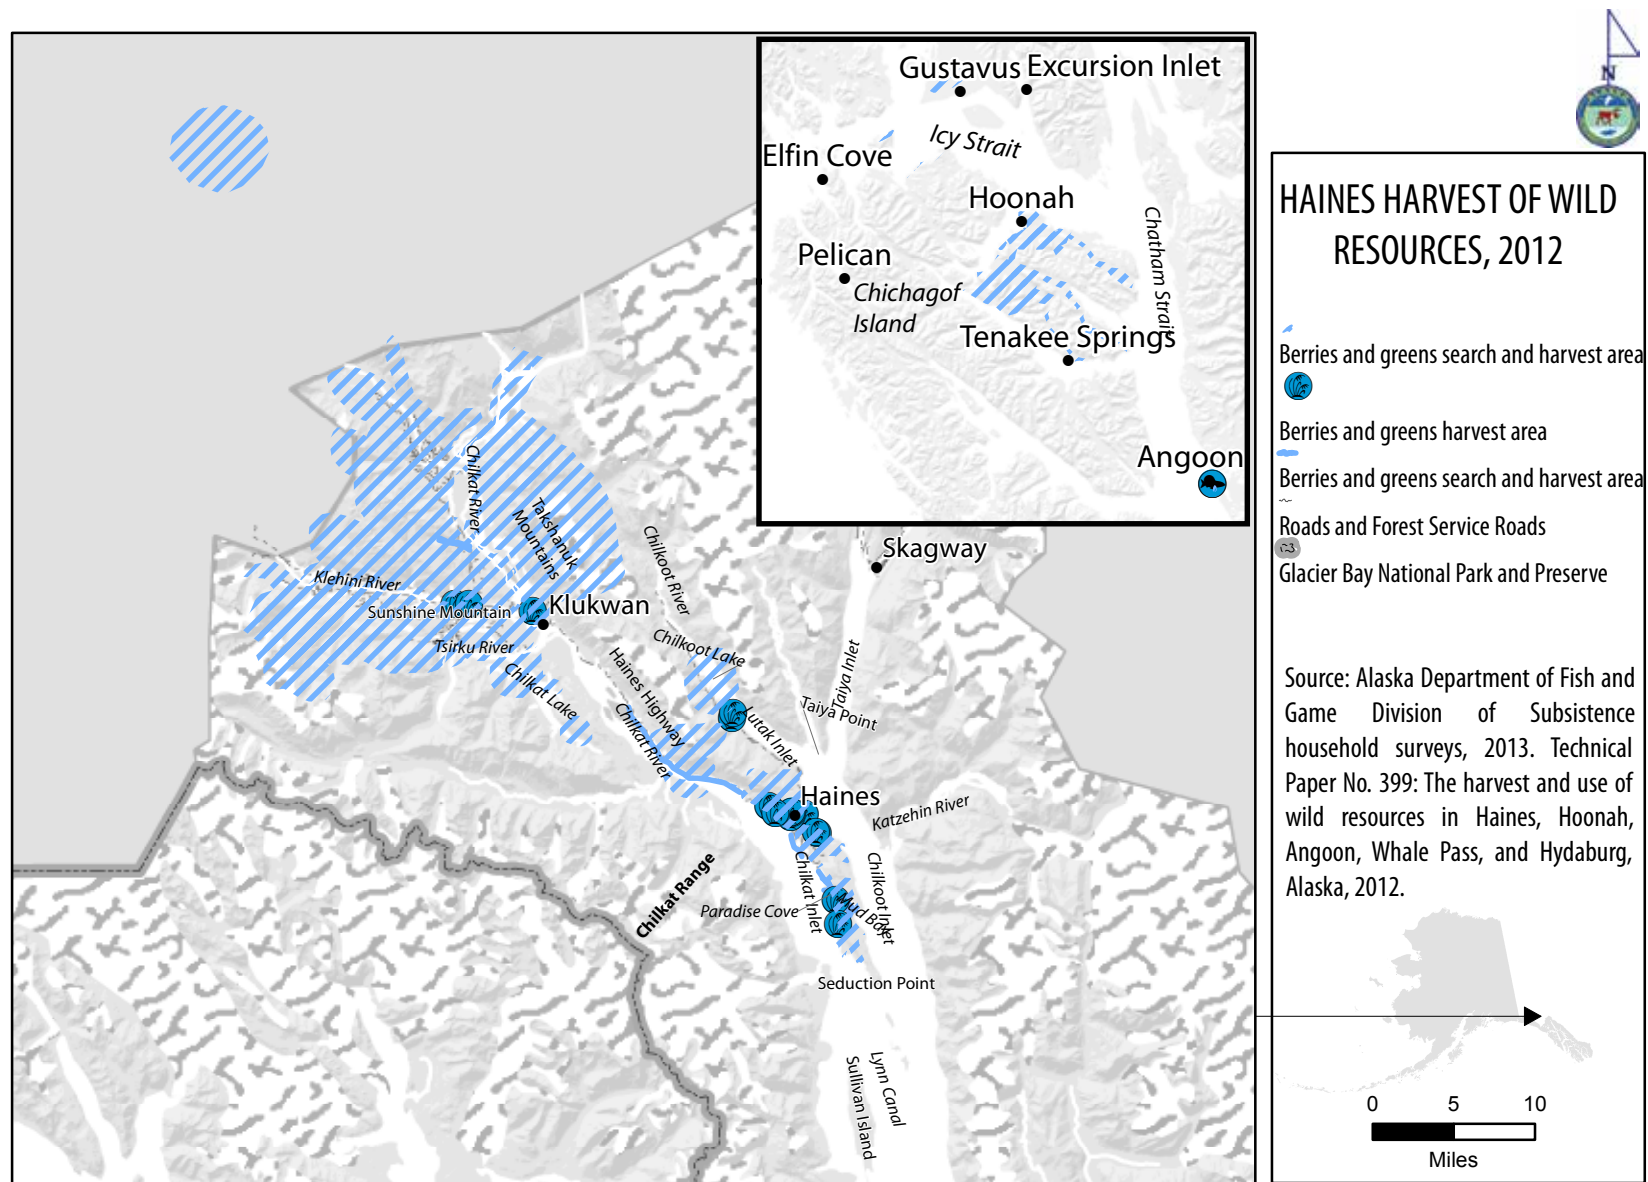 N
HAINES HARVEST OF WILD
RESOURCES, 2012
Berries and greens search and harvest area
Berries and greens harvest area
Berries and greens search and harvest area
Roads and Forest Service Roads
Glacier Bay National Park and Preserve
Source: Alaska Department of Fish and
Game Division of Subsistence
household surveys, 2013. Technical
Paper No. 399: The harvest and use of
wild resources in Haines, Hoonah,
Angoon, Whale Pass, and Hydaburg,
Alaska, 2012.
0 5 10
Miles
Gustavus
Excursion Inlet
Icy Strait
Elfin Cove
Hoonah
Chatham Strait
Pelican
Chichagof
Island
Tenakee Springs
Angoon
Skagway
Chilkat River
Takshanuk
Mountains
Chilkoot River
Klehini River
Sunshine Mountain
Klukwan
Tsirku River
Chilkat Lake
Chilkoot Lake
Haines Highway
Chilkat River
Lutak Inlet
Taiya Inlet
Taiya Point
Haines
Katzehin River
Chilkat Range
Chilkat Inlet
Chilkoot Inlet
Paradise Cove
Mud Bay
Seduction Point
Lynn Canal
Sullivan Island